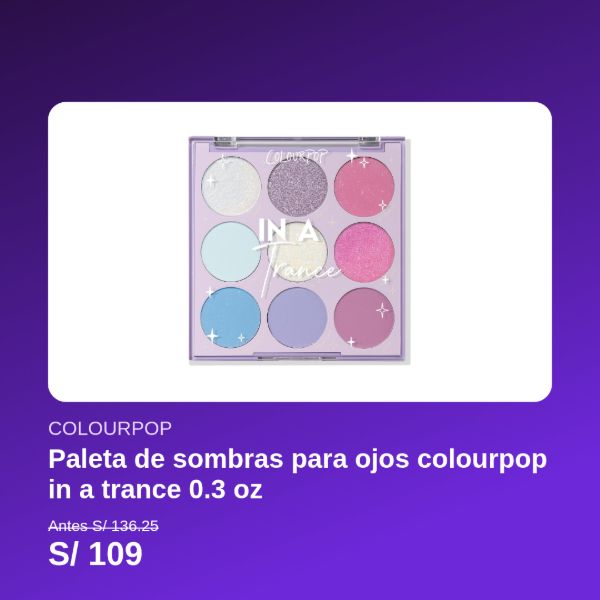 COLOURPOP
IN A
Trance
COLOURPOP
Paleta de sombras para ojos colourpop
in a trance 0.3 oz
Antes S/ 136.25
S/ 109